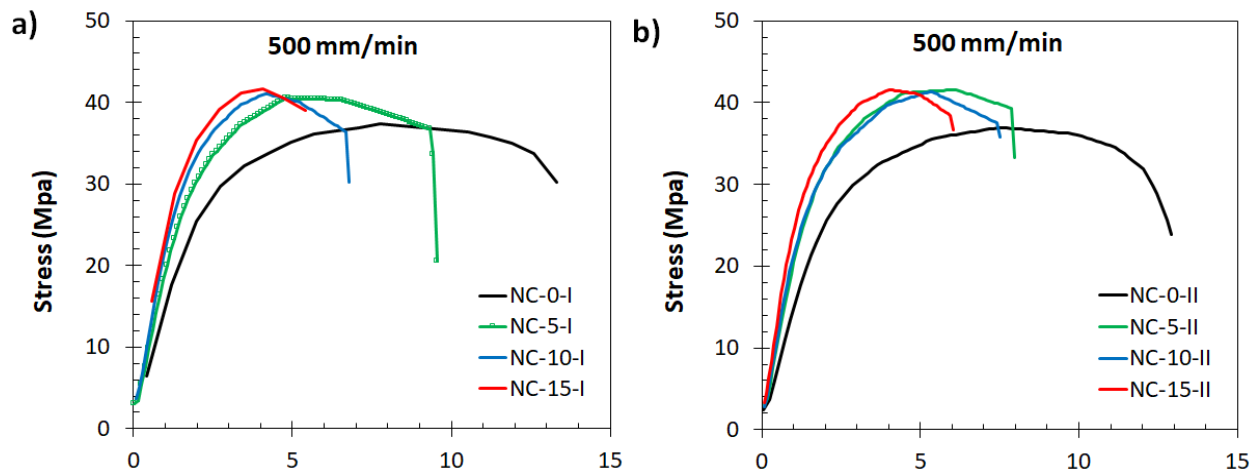 a)
500 mm/min
Stress (Mpa)
50
40
30
20
10
0
0 5 10 15
NC-0-I
NC-5-I
NC-10-I
NC-15-I
b)
500 mm/min
Stress (Mpa)
50
40
30
20
10
0
0 5 10 15
NC-0-II
NC-5-II
NC-10-II
NC-15-II